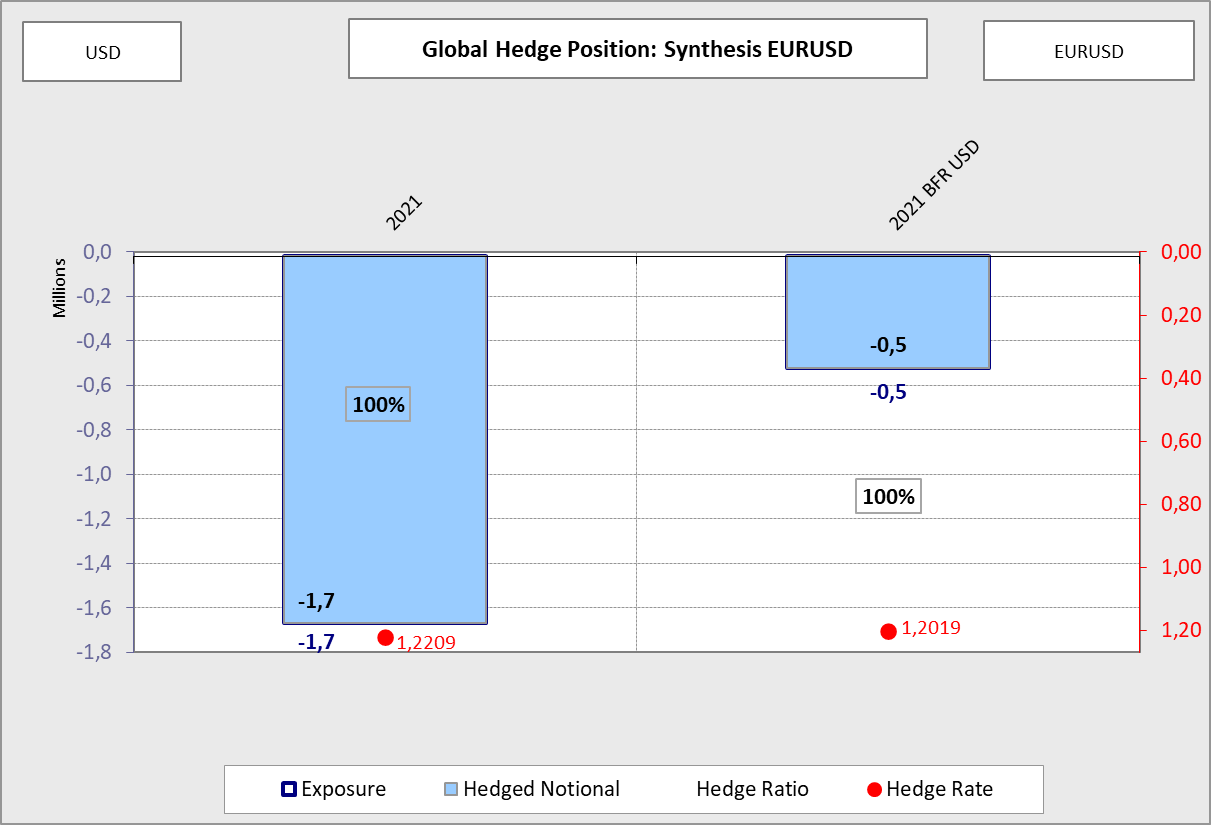 USD
Global Hedge Position: Synthesis EURUSD
EURUSD
2021
2021 BFR USD
Millions
0,0
-0,2
-0,4
-0,6
-0,8
-1,0
-1,2
-1,4
-1,6
-1,8
100%
-1,7
-1,7
1,2209
-0,5
-0,5
100%
1,2019
0,00
0,20
0,40
0,60
0,80
1,00
1,20
Exposure
Hedged Notional
Hedge Ratio
Hedge Rate